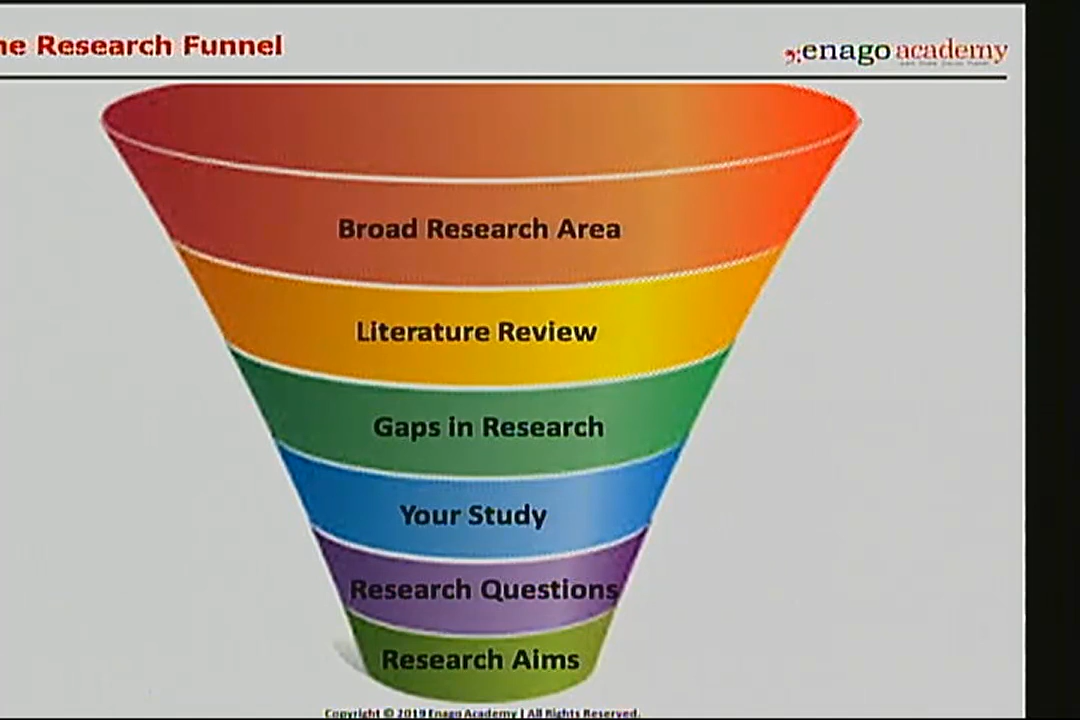 ne Research Funnel
enago academy
Broad Research Area
Literature Review
Gaps in Research
Your Study
Research Questions
Research Aims
Copyright © 2019 Enago Academy | All Rights Reserved.